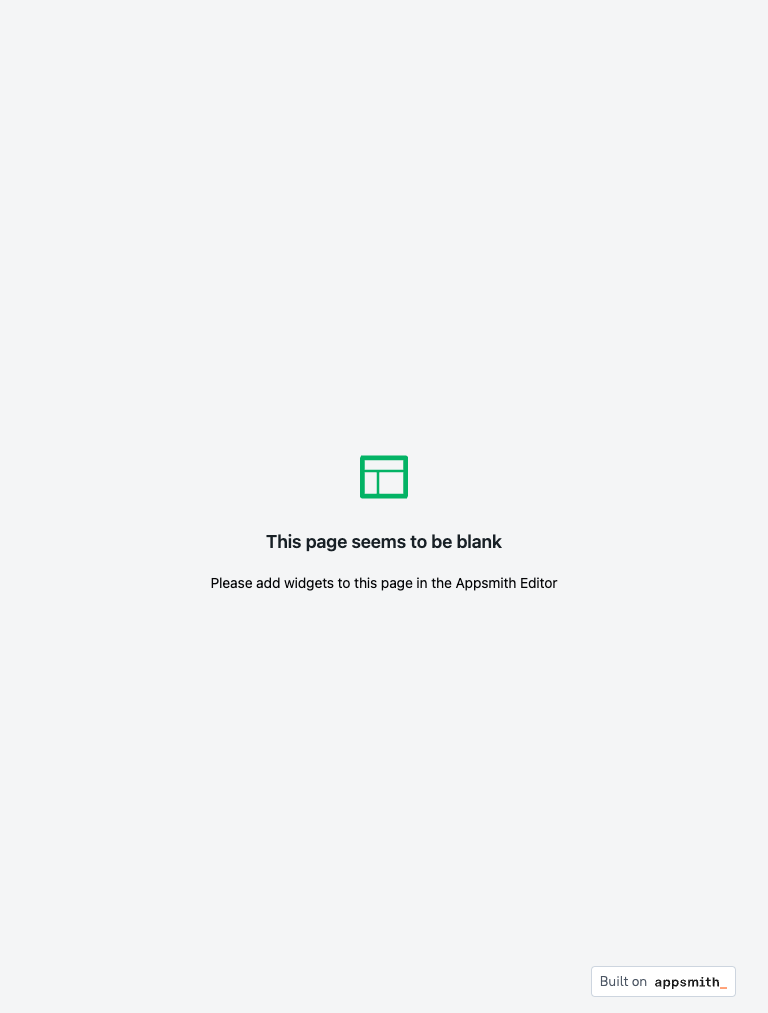 This page seems to be blank
Please add widgets to this page in the Appsmith Editor
Built on appsmith_